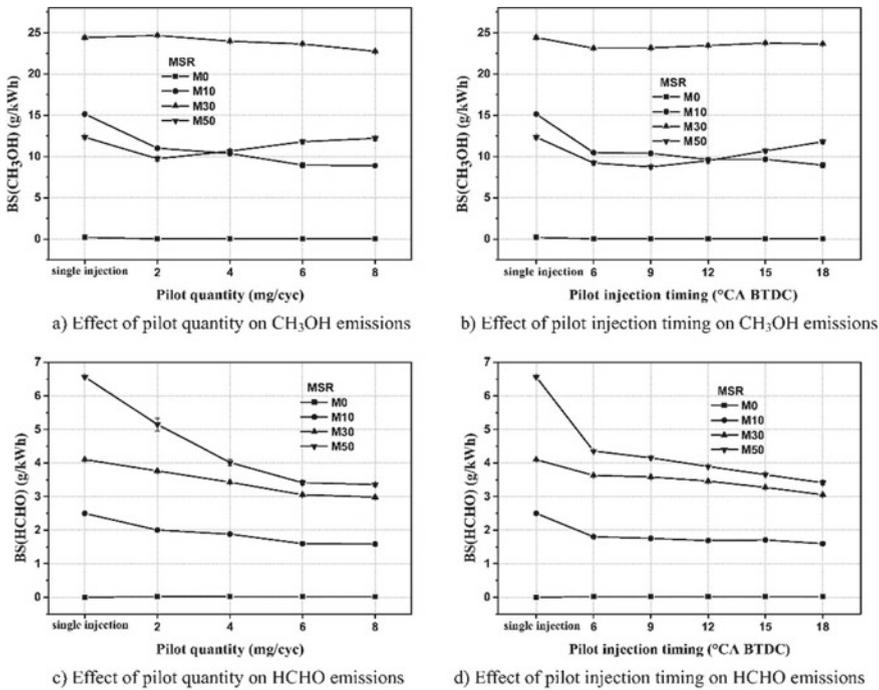 25
20
15
10
5
0
BS(CH₃OH) (g/kWh)
MSR
M0
M10
M30
M50
single injection 2 4 6 8
Pilot quantity (mg/cyc)
a) Effect of pilot quantity on CH₃OH emissions
25
20
15
10
5
0
BS(CH₃OH) (g/kWh)
MSR
M0
M10
M30
M50
single injection 6 9 12 15 18
Pilot injection timing (°CA BTDC)
b) Effect of pilot injection timing on CH₃OH emissions
7
6
5
4
3
2
1
0
BS(HCHO) (g/kWh)
MSR
M0
M10
M30
M50
single injection 2 4 6 8
Pilot quantity (mg/cyc)
c) Effect of pilot quantity on HCHO emissions
7
6
5
4
3
2
1
0
BS(HCHO) (g/kWh)
MSR
M0
M10
M30
M50
single injection 6 9 12 15 18
Pilot injection timing (°CA BTDC)
d) Effect of pilot injection timing on HCHO emissions